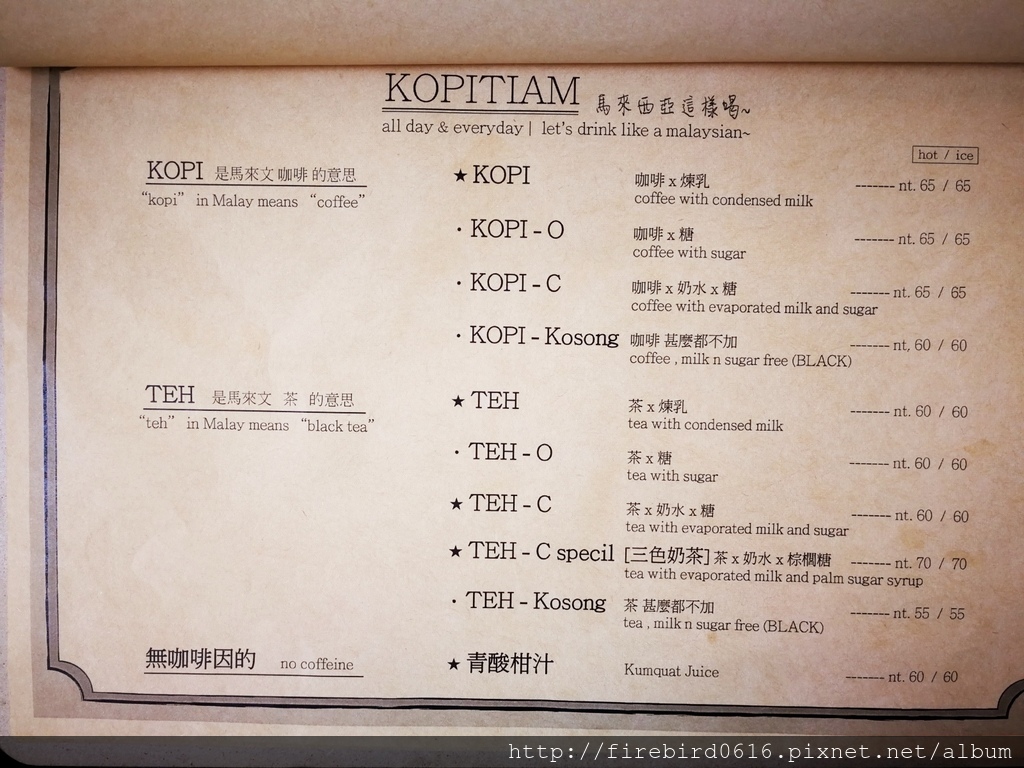 KOPITIAM 馬來西亞這樣喝~
all day & everyday | let's drink like a malaysian~
hot / ice
KOPI 是馬來文 咖啡 的意思
"kopi" in Malay means "coffee"
★ KOPI 咖啡 x 煉乳 ------- nt. 65 / 65
coffee with condensed milk
· KOPI - O 咖啡 x 糖 ------- nt. 65 / 65
coffee with sugar
· KOPI - C 咖啡 x 奶水 x 糖 ------- nt. 65 / 65
coffee with evaporated milk and sugar
· KOPI - Kosong 咖啡 甚麼都不加 ------- nt, 60 / 60
coffee , milk n sugar free (BLACK)
TEH 是馬來文 茶 的意思
"teh" in Malay means "black tea"
★ TEH 茶 x 煉乳 ------- nt. 60 / 60
tea with condensed milk
· TEH - O 茶 x 糖 ------- nt. 60 / 60
tea with sugar
★ TEH - C 茶 x 奶水 x 糖 ------- nt. 60 / 60
tea with evaporated milk and sugar
★ TEH - C specil [三色奶茶] 茶 x 奶水 x 棕櫚糖 ------- nt. 70 / 70
tea with evaporated milk and palm sugar syrup
· TEH - Kosong 茶 甚麼都不加 ------- nt. 55 / 55
tea , milk n sugar free (BLACK)
無咖啡因的 no coffeine
★ 青酸柑汁 Kumquat Juice ------- nt. 60 / 60
http://firebird0616.pixnet.net/album